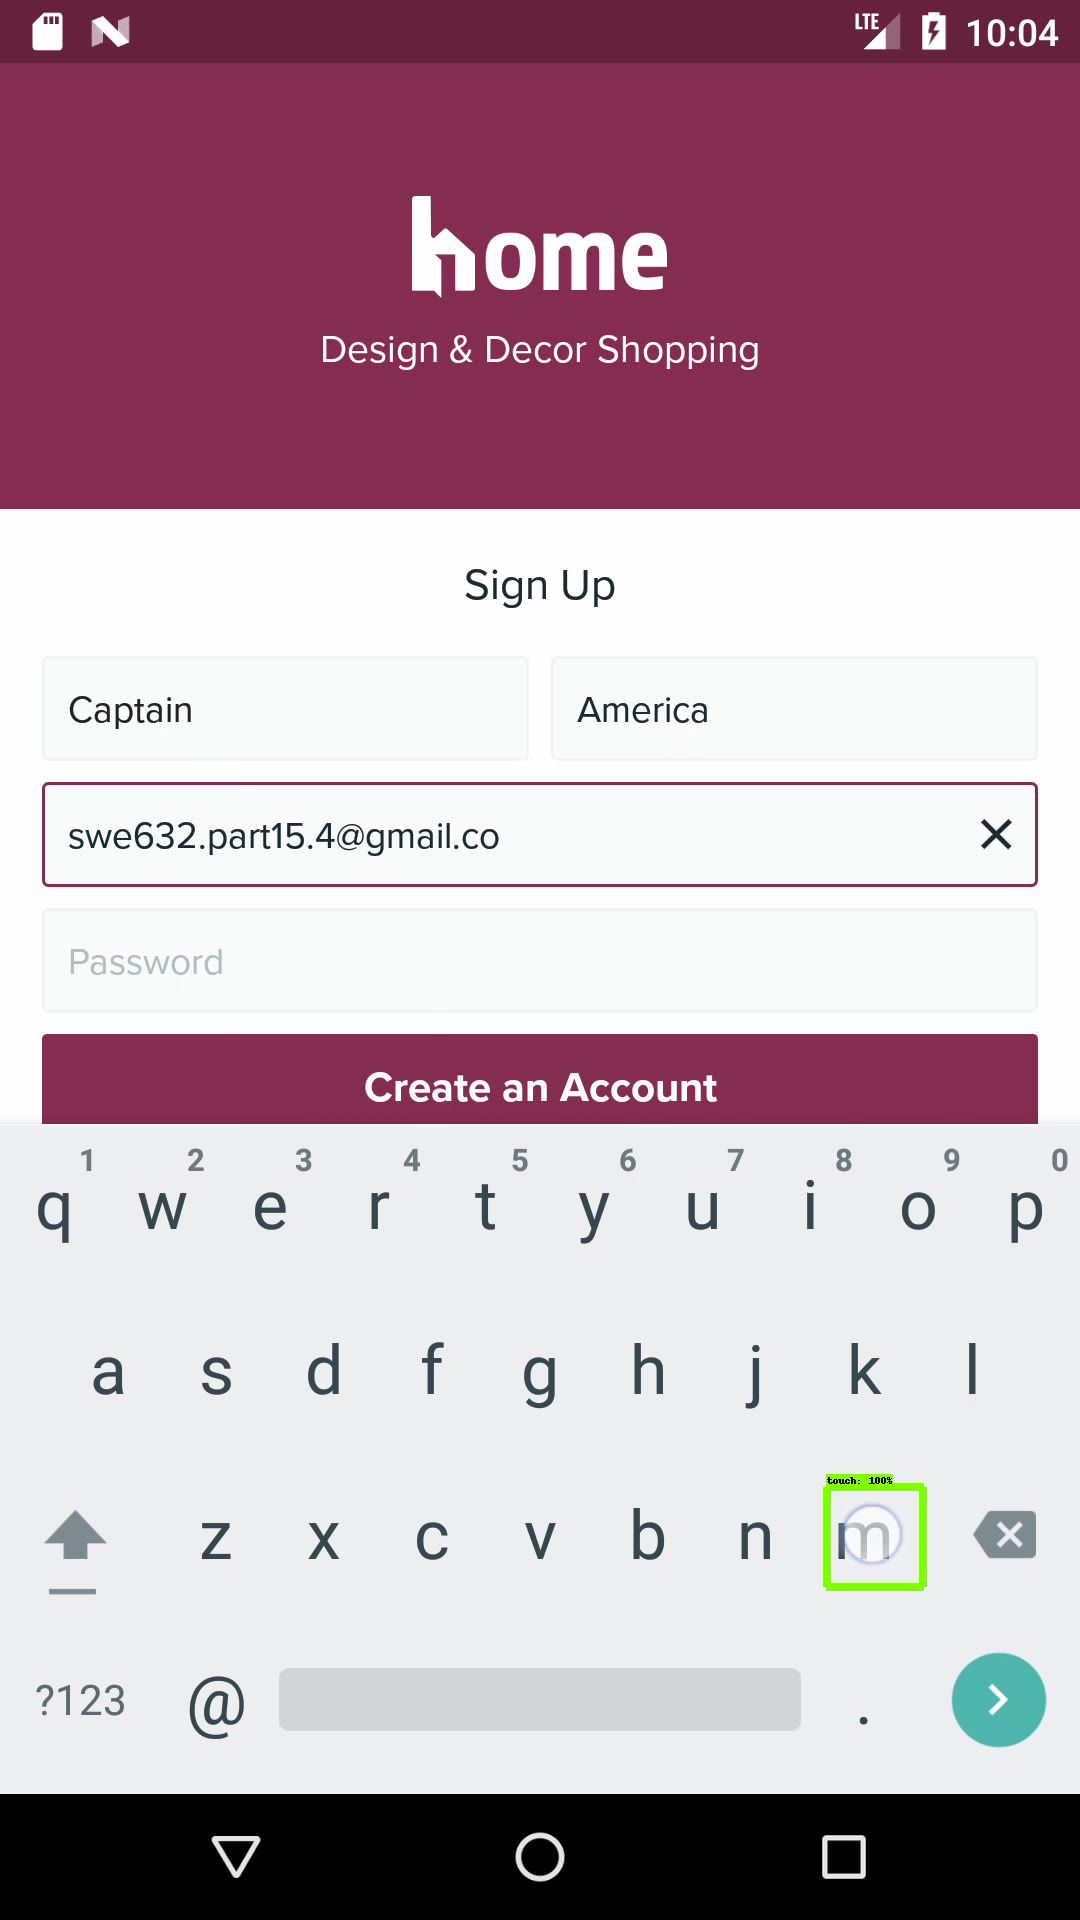 LTE 10:04
home
Design & Decor Shopping
Sign Up
Captain America
swe632.part15.4@gmail.co
Password
Create an Account
1 2 3 4 5 6 7 8 9 0
q w e r t y u i o p
a s d f g h j k l
touch: 100%
z x c v b n m
?123 @ .